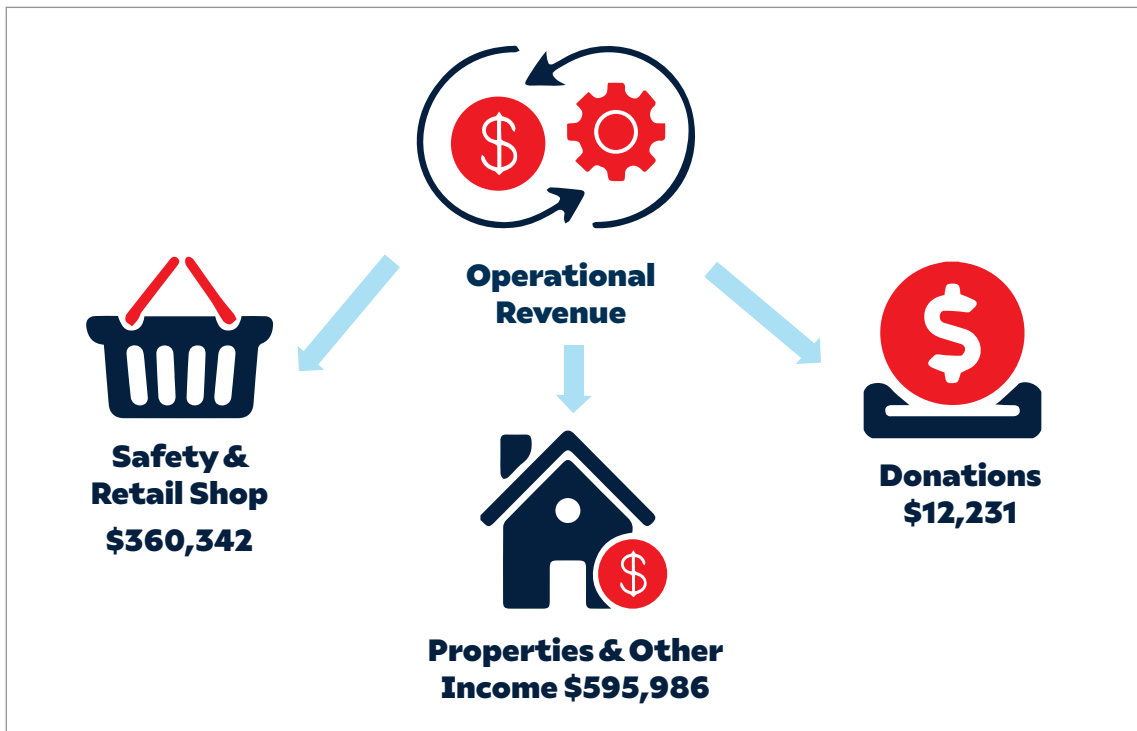 Operational
Revenue
Safety &
Retail Shop
$360,342
Properties & Other
Income $595,986
Donations
$12,231
$
$
$